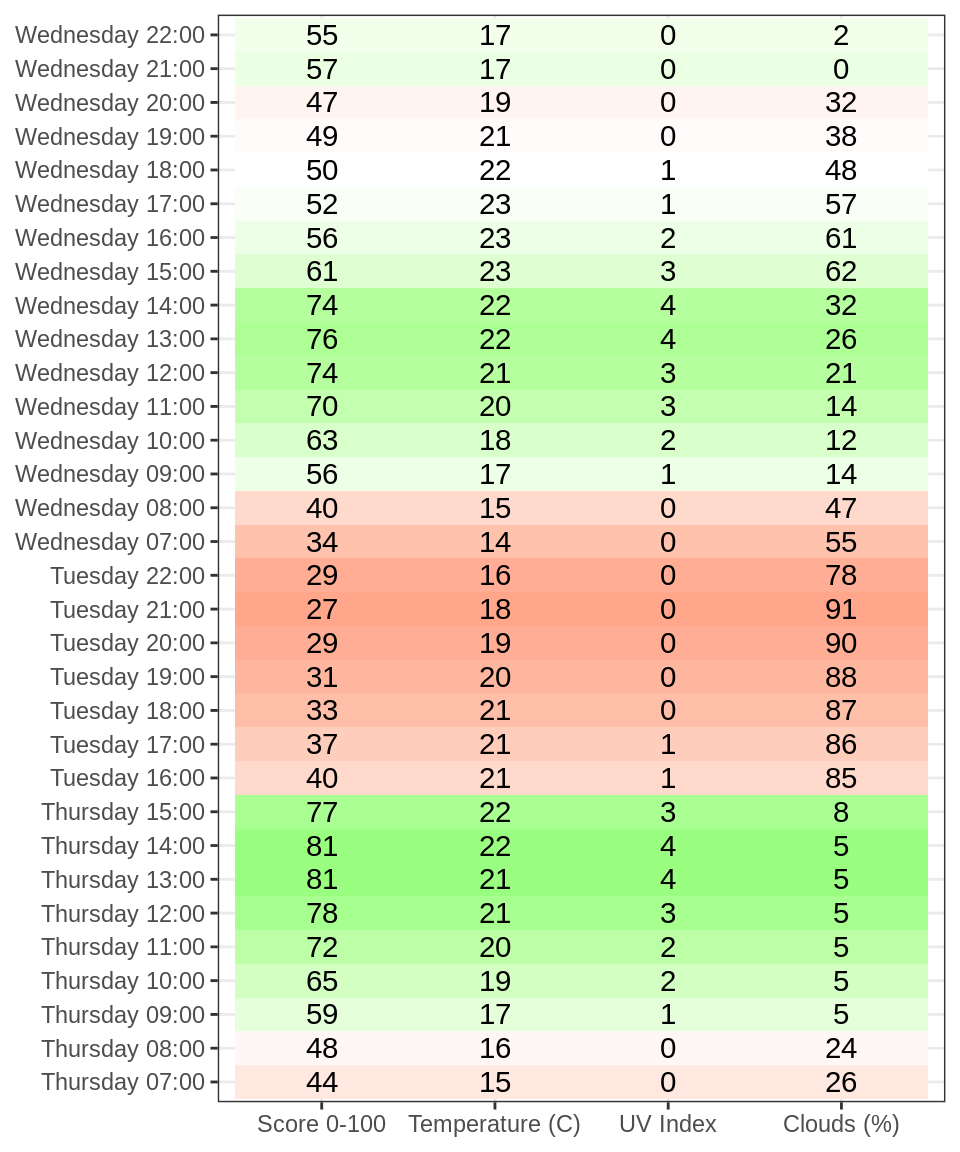 Wednesday 22:00 55 17 0 2
Wednesday 21:00 57 17 0 0
Wednesday 20:00 47 19 0 32
Wednesday 19:00 49 21 0 38
Wednesday 18:00 50 22 1 48
Wednesday 17:00 52 23 1 57
Wednesday 16:00 56 23 2 61
Wednesday 15:00 61 23 3 62
Wednesday 14:00 74 22 4 32
Wednesday 13:00 76 22 4 26
Wednesday 12:00 74 21 3 21
Wednesday 11:00 70 20 3 14
Wednesday 10:00 63 18 2 12
Wednesday 09:00 56 17 1 14
Wednesday 08:00 40 15 0 47
Wednesday 07:00 34 14 0 55
Tuesday 22:00 29 16 0 78
Tuesday 21:00 27 18 0 91
Tuesday 20:00 29 19 0 90
Tuesday 19:00 31 20 0 88
Tuesday 18:00 33 21 0 87
Tuesday 17:00 37 21 1 86
Tuesday 16:00 40 21 1 85
Thursday 15:00 77 22 3 8
Thursday 14:00 81 22 4 5
Thursday 13:00 81 21 4 5
Thursday 12:00 78 21 3 5
Thursday 11:00 72 20 2 5
Thursday 10:00 65 19 2 5
Thursday 09:00 59 17 1 5
Thursday 08:00 48 16 0 24
Thursday 07:00 44 15 0 26
Score 0-100 Temperature (C) UV Index Clouds (%)